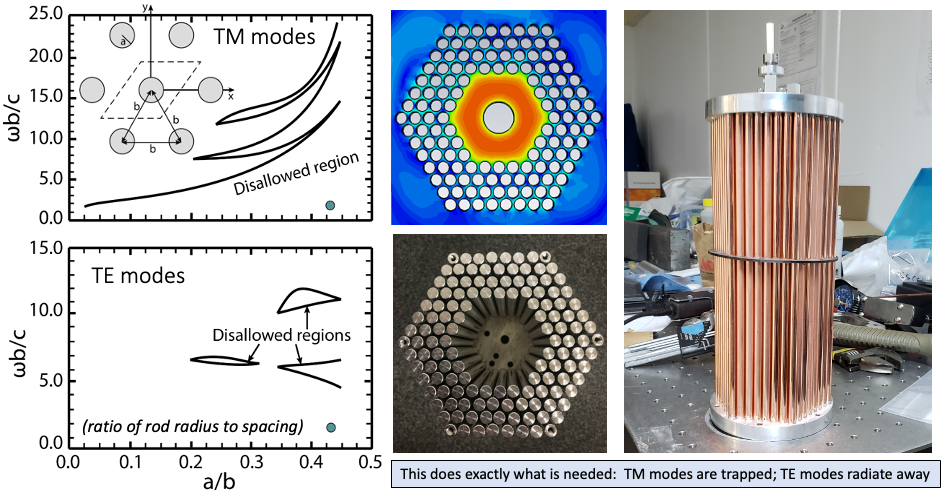 TM modes
25.0
20.0
15.0
10.0
5.0
0.0
ωb/c
y
x
a
b
b
b
Disallowed region
TE modes
15.0
10.0
5.0
0.0
ωb/c
Disallowed regions
(ratio of rod radius to spacing)
0.0 0.1 0.2 0.3 0.4 0.5
a/b
This does exactly what is needed: TM modes are trapped; TE modes radiate away